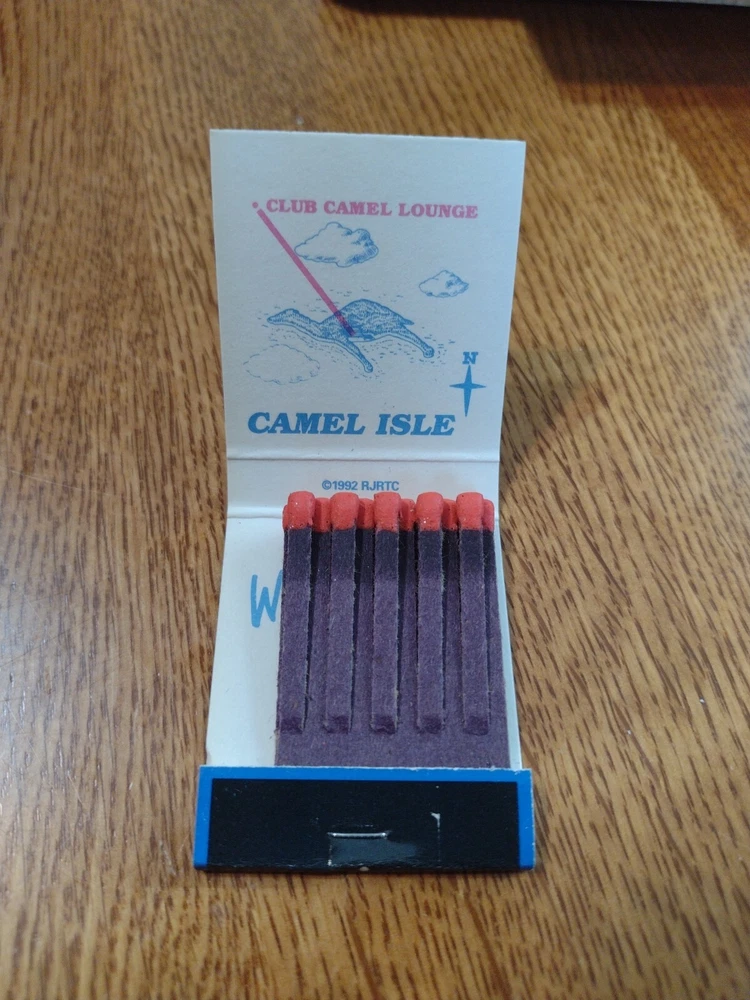 CLUB CAMEL LOUNGE
N
CAMEL ISLE
©1992 RJRTC
W